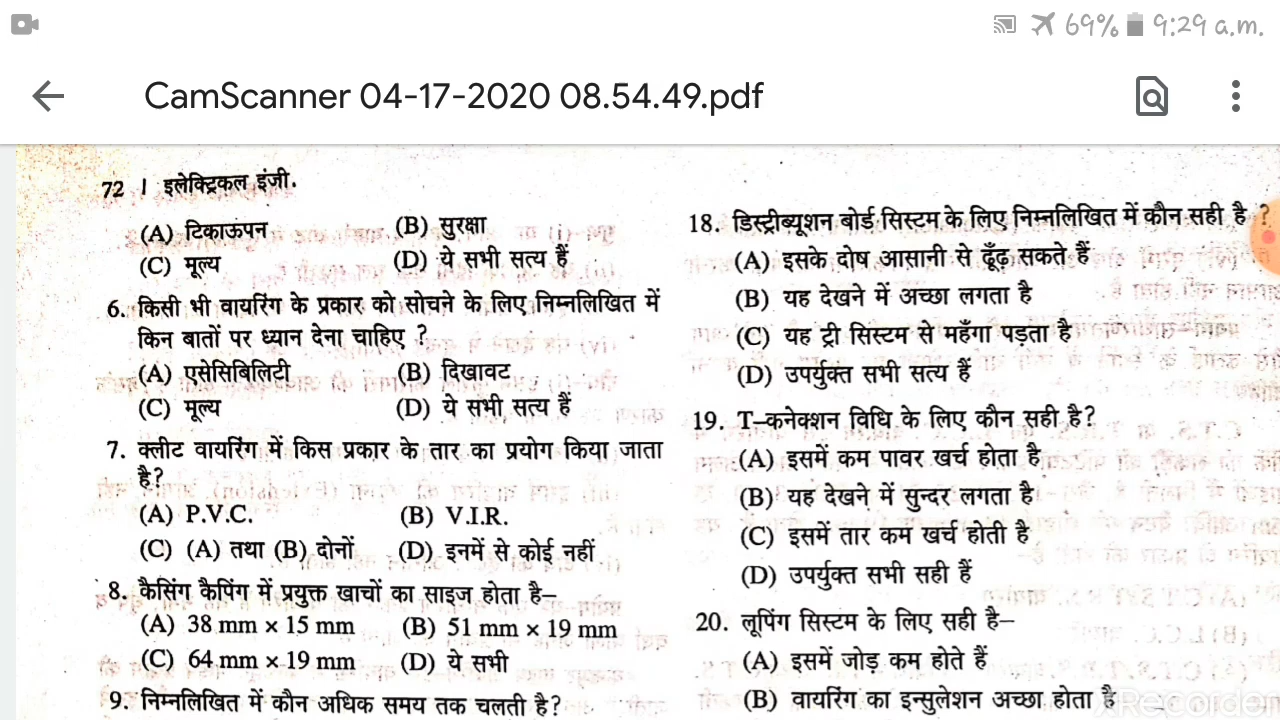 69% 9:29 a.m.
CamScanner 04-17-2020 08.54.49.pdf
72 । इलेक्ट्रिकल इंजी.
(A) टिकाऊपन (B) सुरक्षा
(C) मूल्य (D) ये सभी सत्य हैं
6. किसी भी वायरिंग के प्रकार को सोचने के लिए निम्नलिखित में
किन बातों पर ध्यान देना चाहिए ?
(A) एसेसिबिलिटी (B) दिखावट
(C) मूल्य (D) ये सभी सत्य हैं
7. क्लीट वायरिंग में किस प्रकार के तार का प्रयोग किया जाता
है?
(A) P.V.C. (B) V.I.R.
(C) (A) तथा (B) दोनों (D) इनमें से कोई नहीं
8. कैसिंग कैपिंग में प्रयुक्त खाचों का साइज होता है–
(A) 38 mm × 15 mm (B) 51 mm × 19 mm
(C) 64 mm × 19 mm (D) ये सभी
9. निम्नलिखित में कौन अधिक समय तक चलती है?
18. डिस्ट्रीब्यूशन बोर्ड सिस्टम के लिए निम्नलिखित में कौन सही है ?
(A) इसके दोष आसानी से ढूँढ़ सकते हैं
(B) यह देखने में अच्छा लगता है
(C) यह ट्री सिस्टम से महँगा पड़ता है
(D) उपर्युक्त सभी सत्य हैं
19. T–कनेक्शन विधि के लिए कौन सही है?
(A) इसमें कम पावर खर्च होता है
(B) यह देखने में सुन्दर लगता है
(C) इसमें तार कम खर्च होती है
(D) उपर्युक्त सभी सही हैं
20. लूपिंग सिस्टम के लिए सही है–
(A) इसमें जोड़ कम होते हैं
(B) वायरिंग का इन्सुलेशन अच्छा होता है
XRecorder